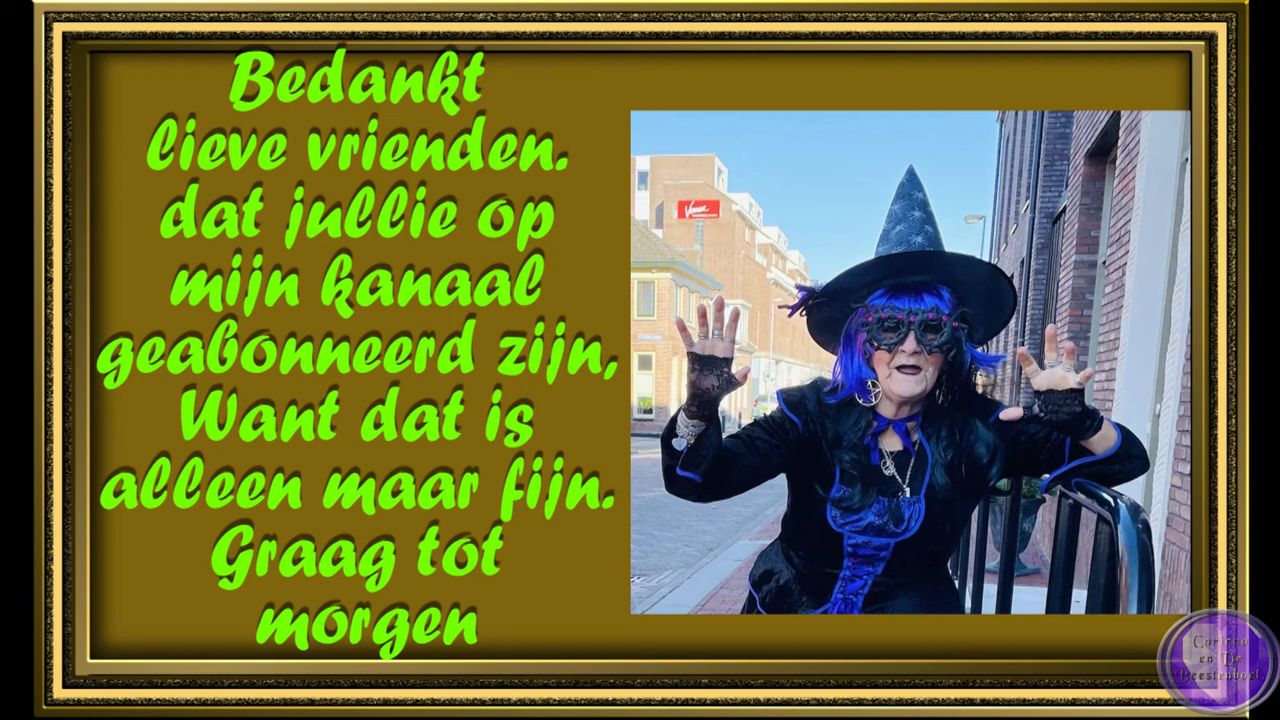 Bedankt
lieve vrienden.
dat jullie op
mijn kanaal
geabonneerd zijn,
Want dat is
alleen maar fijn.
Graag tot
morgen
Corinna
en De
Beestenboel